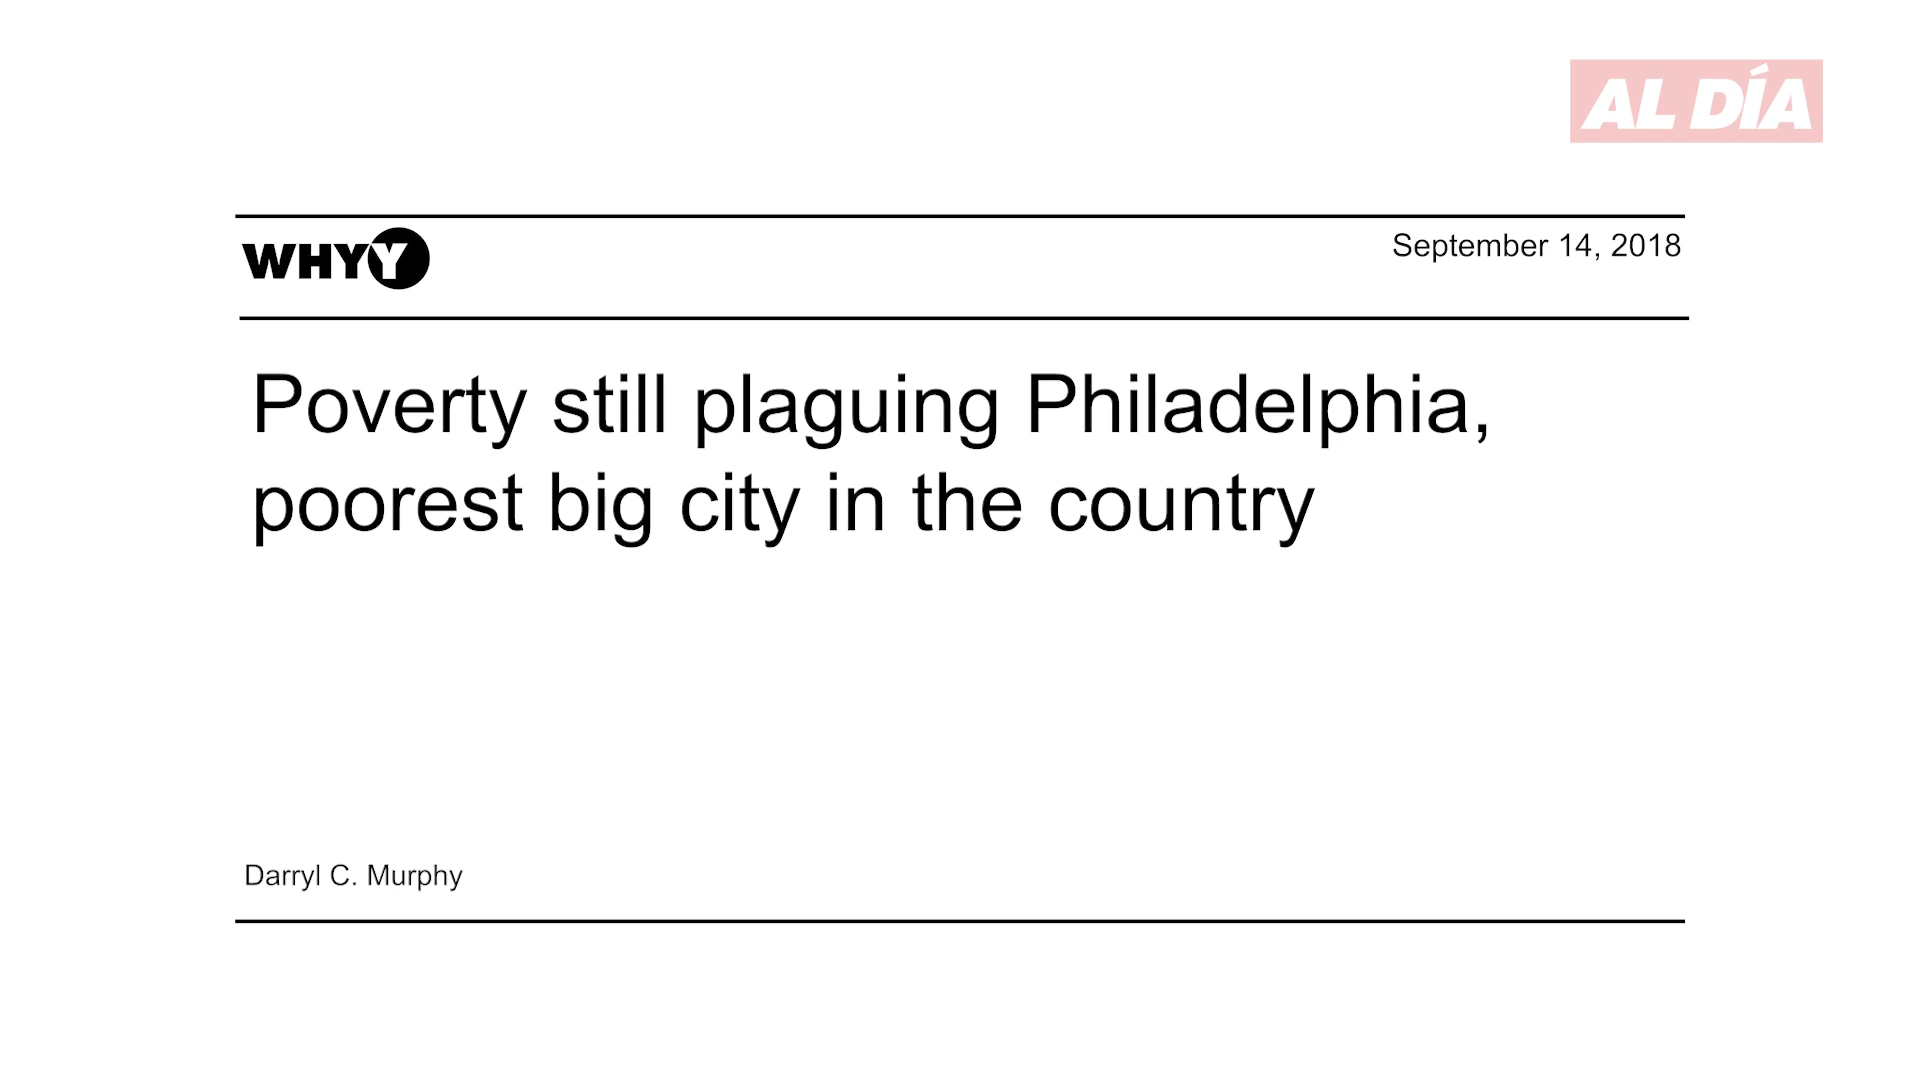 AL DÍA
WHYY
September 14, 2018
Poverty still plaguing Philadelphia,
poorest big city in the country
Darryl C. Murphy